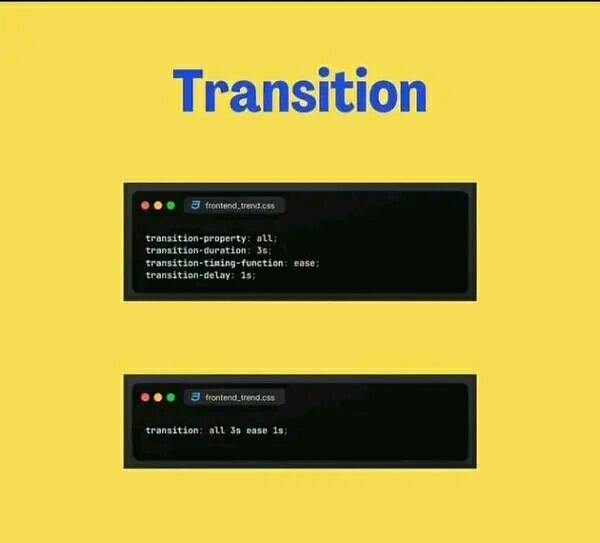 Transition
frontend_trend.css
transition-property: all;
transition-duration: 3s;
transition-timing-function: ease;
transition-delay: 1s;
frontend_trend.css
transition: all 3s ease 1s;